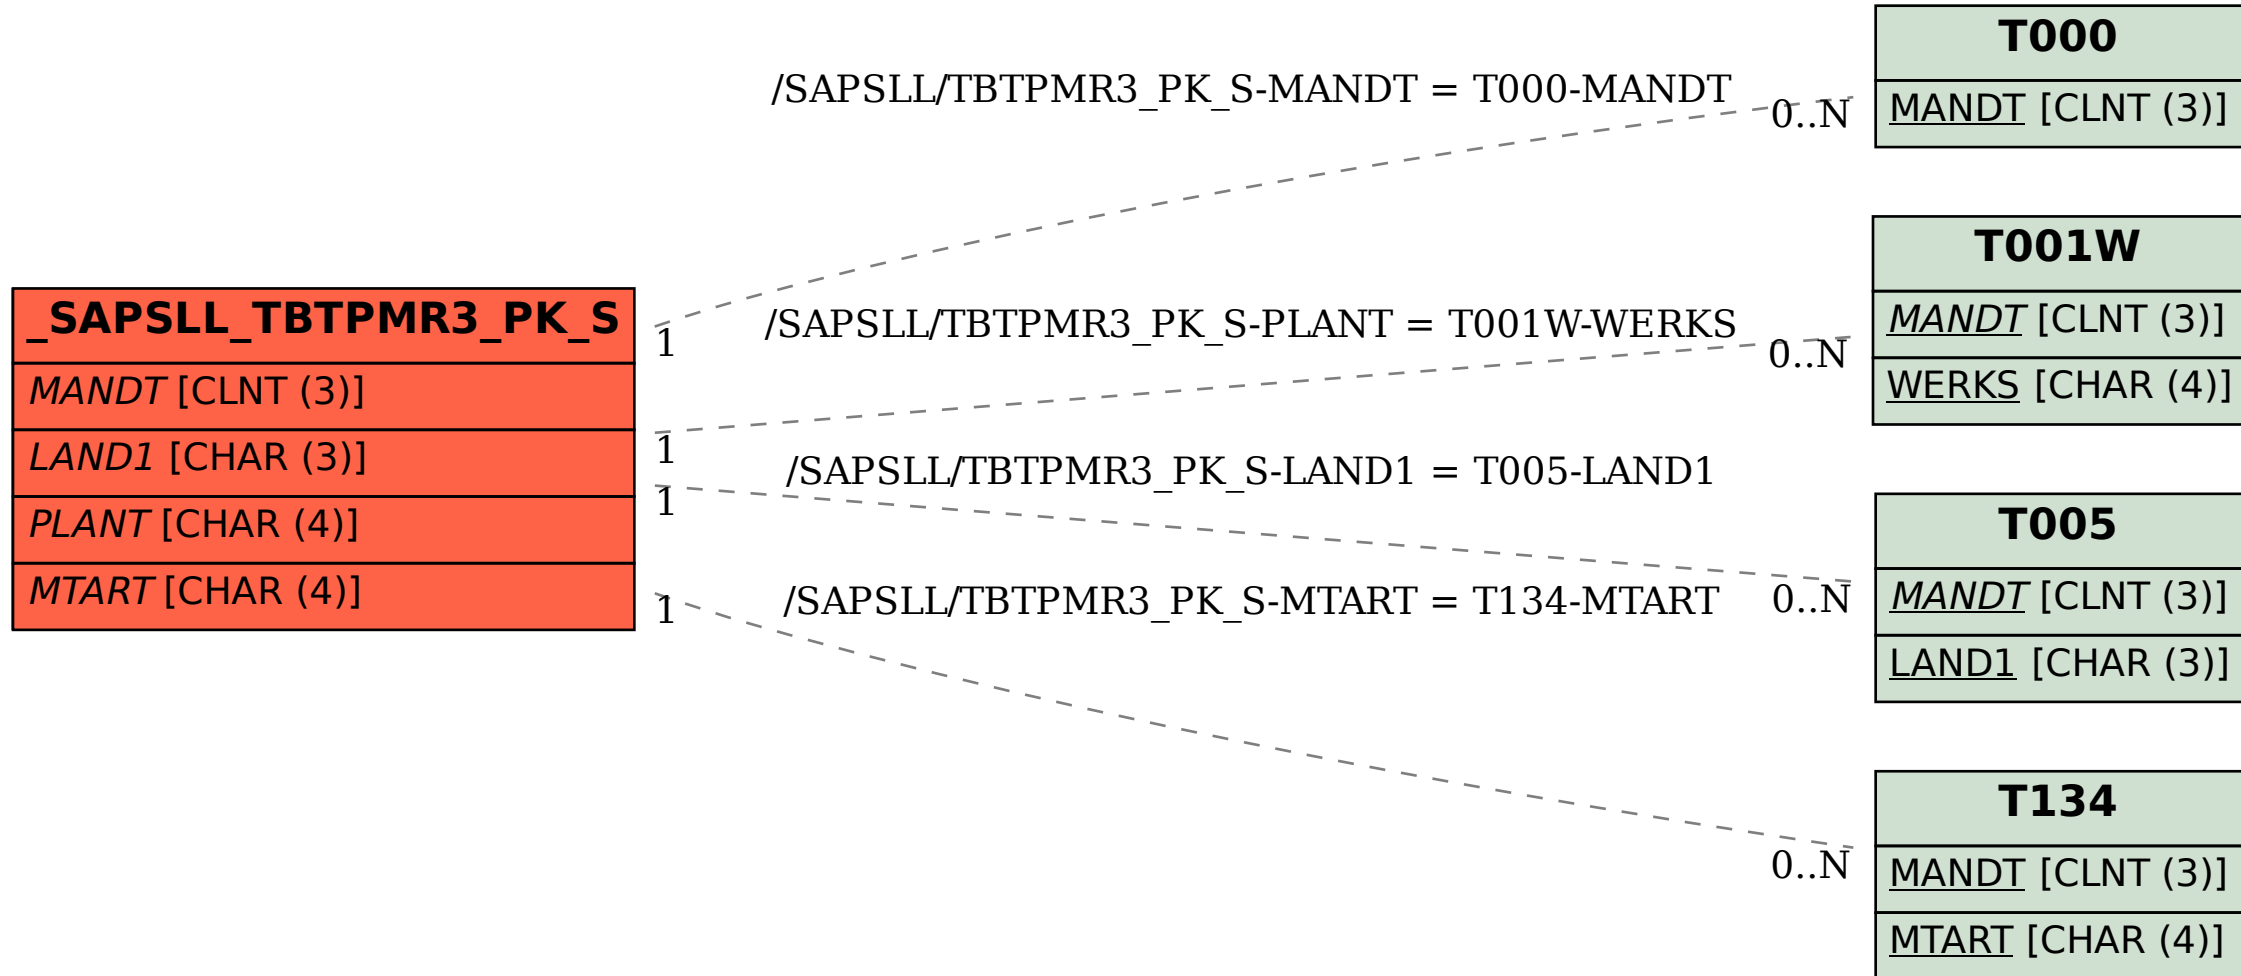 _SAPSLL_TBTPMR3_PK_S
MANDT [CLNT (3)]
LAND1 [CHAR (3)]
PLANT [CHAR (4)]
MTART [CHAR (4)]
/SAPSLL/TBTPMR3_PK_S-MANDT = T000-MANDT
0..N
1
/SAPSLL/TBTPMR3_PK_S-PLANT = T001W-WERKS
0..N
1
/SAPSLL/TBTPMR3_PK_S-LAND1 = T005-LAND1
1
0..N
/SAPSLL/TBTPMR3_PK_S-MTART = T134-MTART
1
0..N
T000
MANDT [CLNT (3)]
T001W
MANDT [CLNT (3)]
WERKS [CHAR (4)]
T005
MANDT [CLNT (3)]
LAND1 [CHAR (3)]
T134
MANDT [CLNT (3)]
MTART [CHAR (4)]